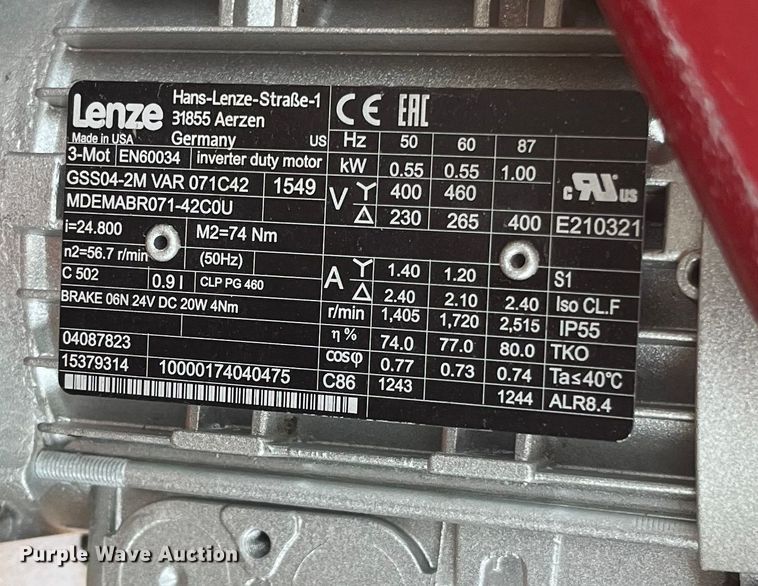 Lenze
Hans-Lenze-Straße-1
31855 Aerzen
Made in USA Germany US
3-Mot EN60034 inverter duty motor
GSS04-2M VAR 071C42 1549
MDEMABR071-42C0U
i=24.800 M2=74 Nm
n2=56.7 r/min (50Hz)
C 502 0.9 l CLP PG 460
BRAKE 06N 24V DC 20W 4Nm
04087823
15379314 10000174040475 C86
CE EAC
Hz 50 60 87
kW 0.55 0.55 1.00
V Y 400 460
Δ 230 265 400
A Y 1.40 1.20
Δ 2.40 2.10 2.40
r/min 1,405 1,720 2,515
η % 74.0 77.0 80.0
cosφ 0.77 0.73 0.74
1243 1244
c RU US
E210321
S1
Iso CL.F
IP55
TKO
Ta≤40°C
ALR8.4
Purple Wave Auction